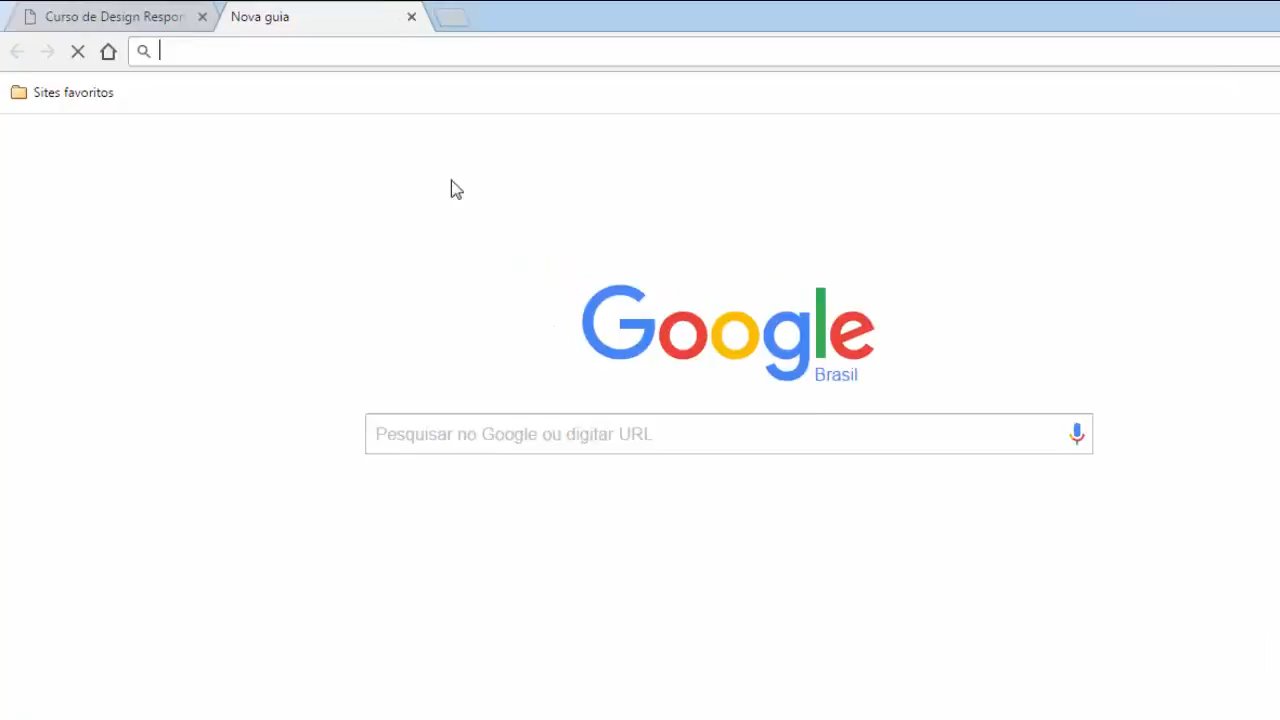 Curso de Design Respon
Nova guia
Sites favoritos
Google
Brasil
Pesquisar no Google ou digitar URL